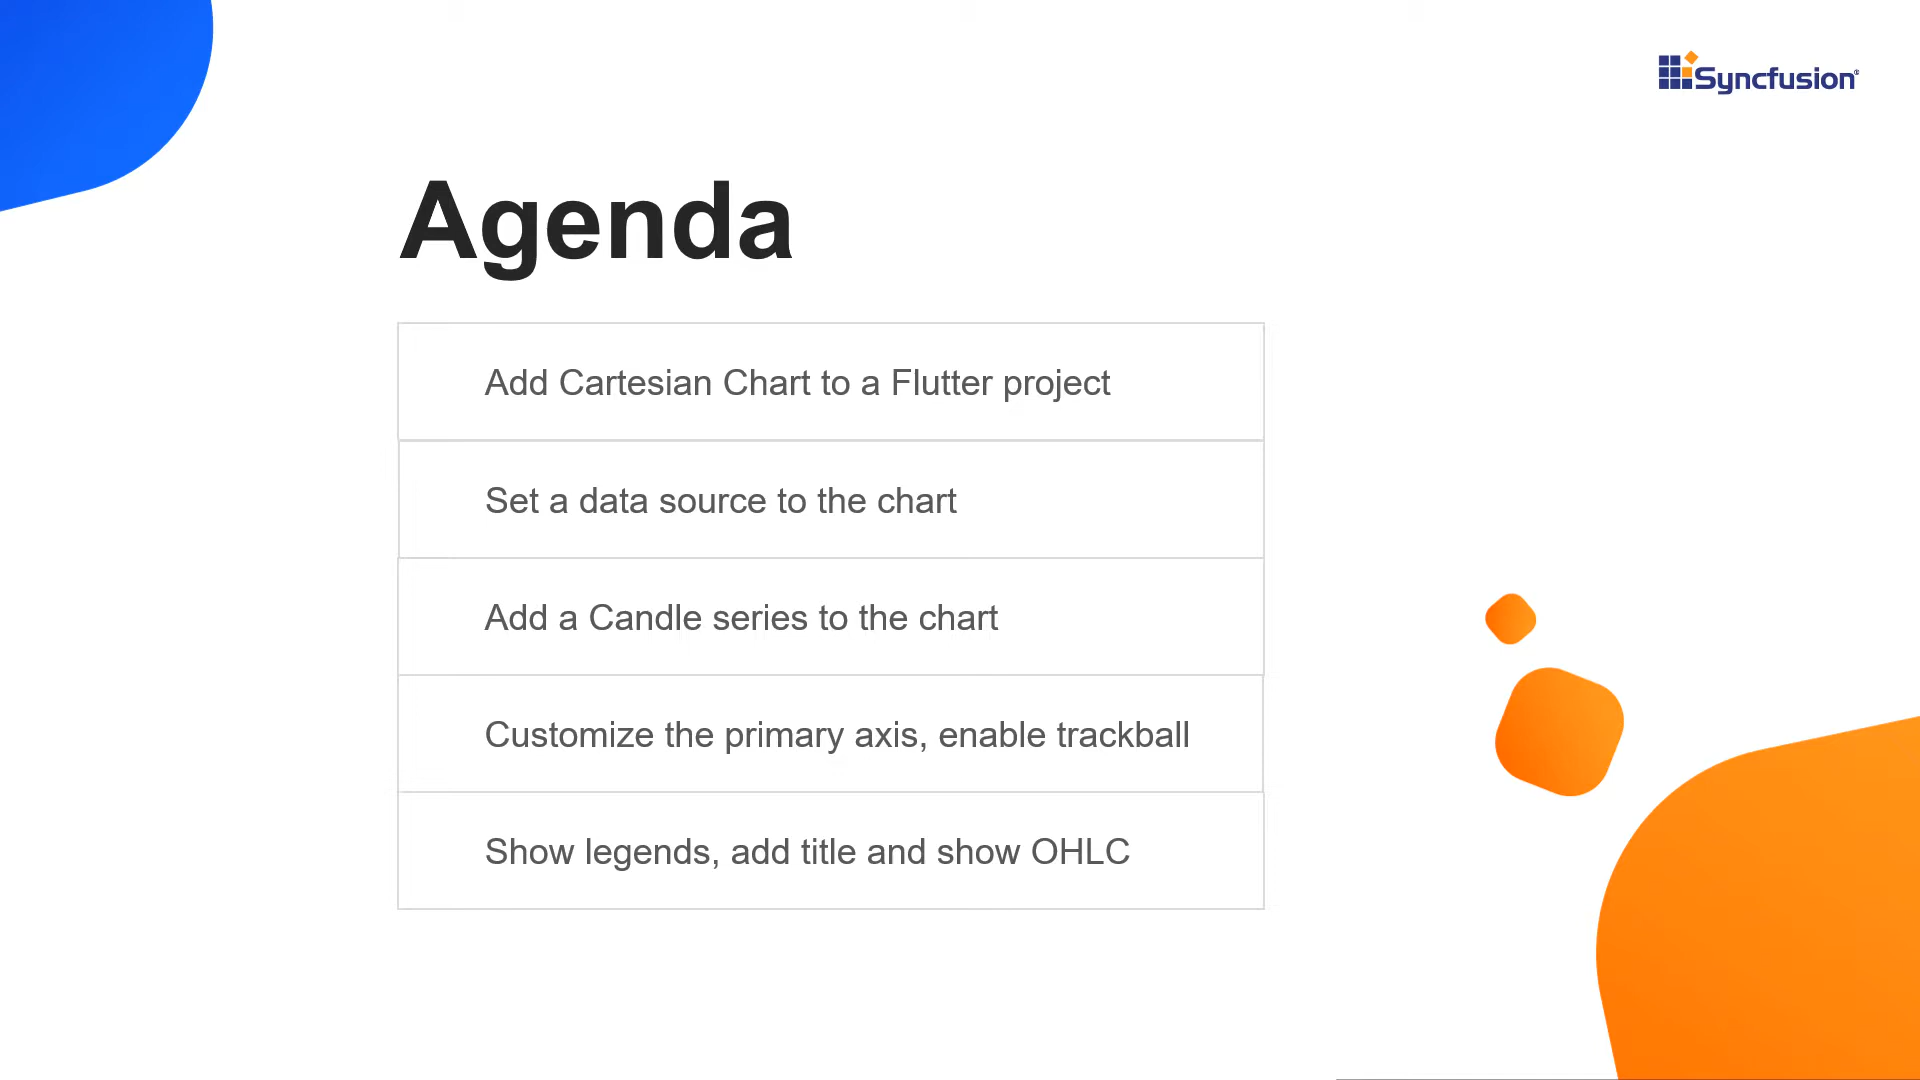 Syncfusion
Agenda
Add Cartesian Chart to a Flutter project
Set a data source to the chart
Add a Candle series to the chart
Customize the primary axis, enable trackball
Show legends, add title and show OHLC